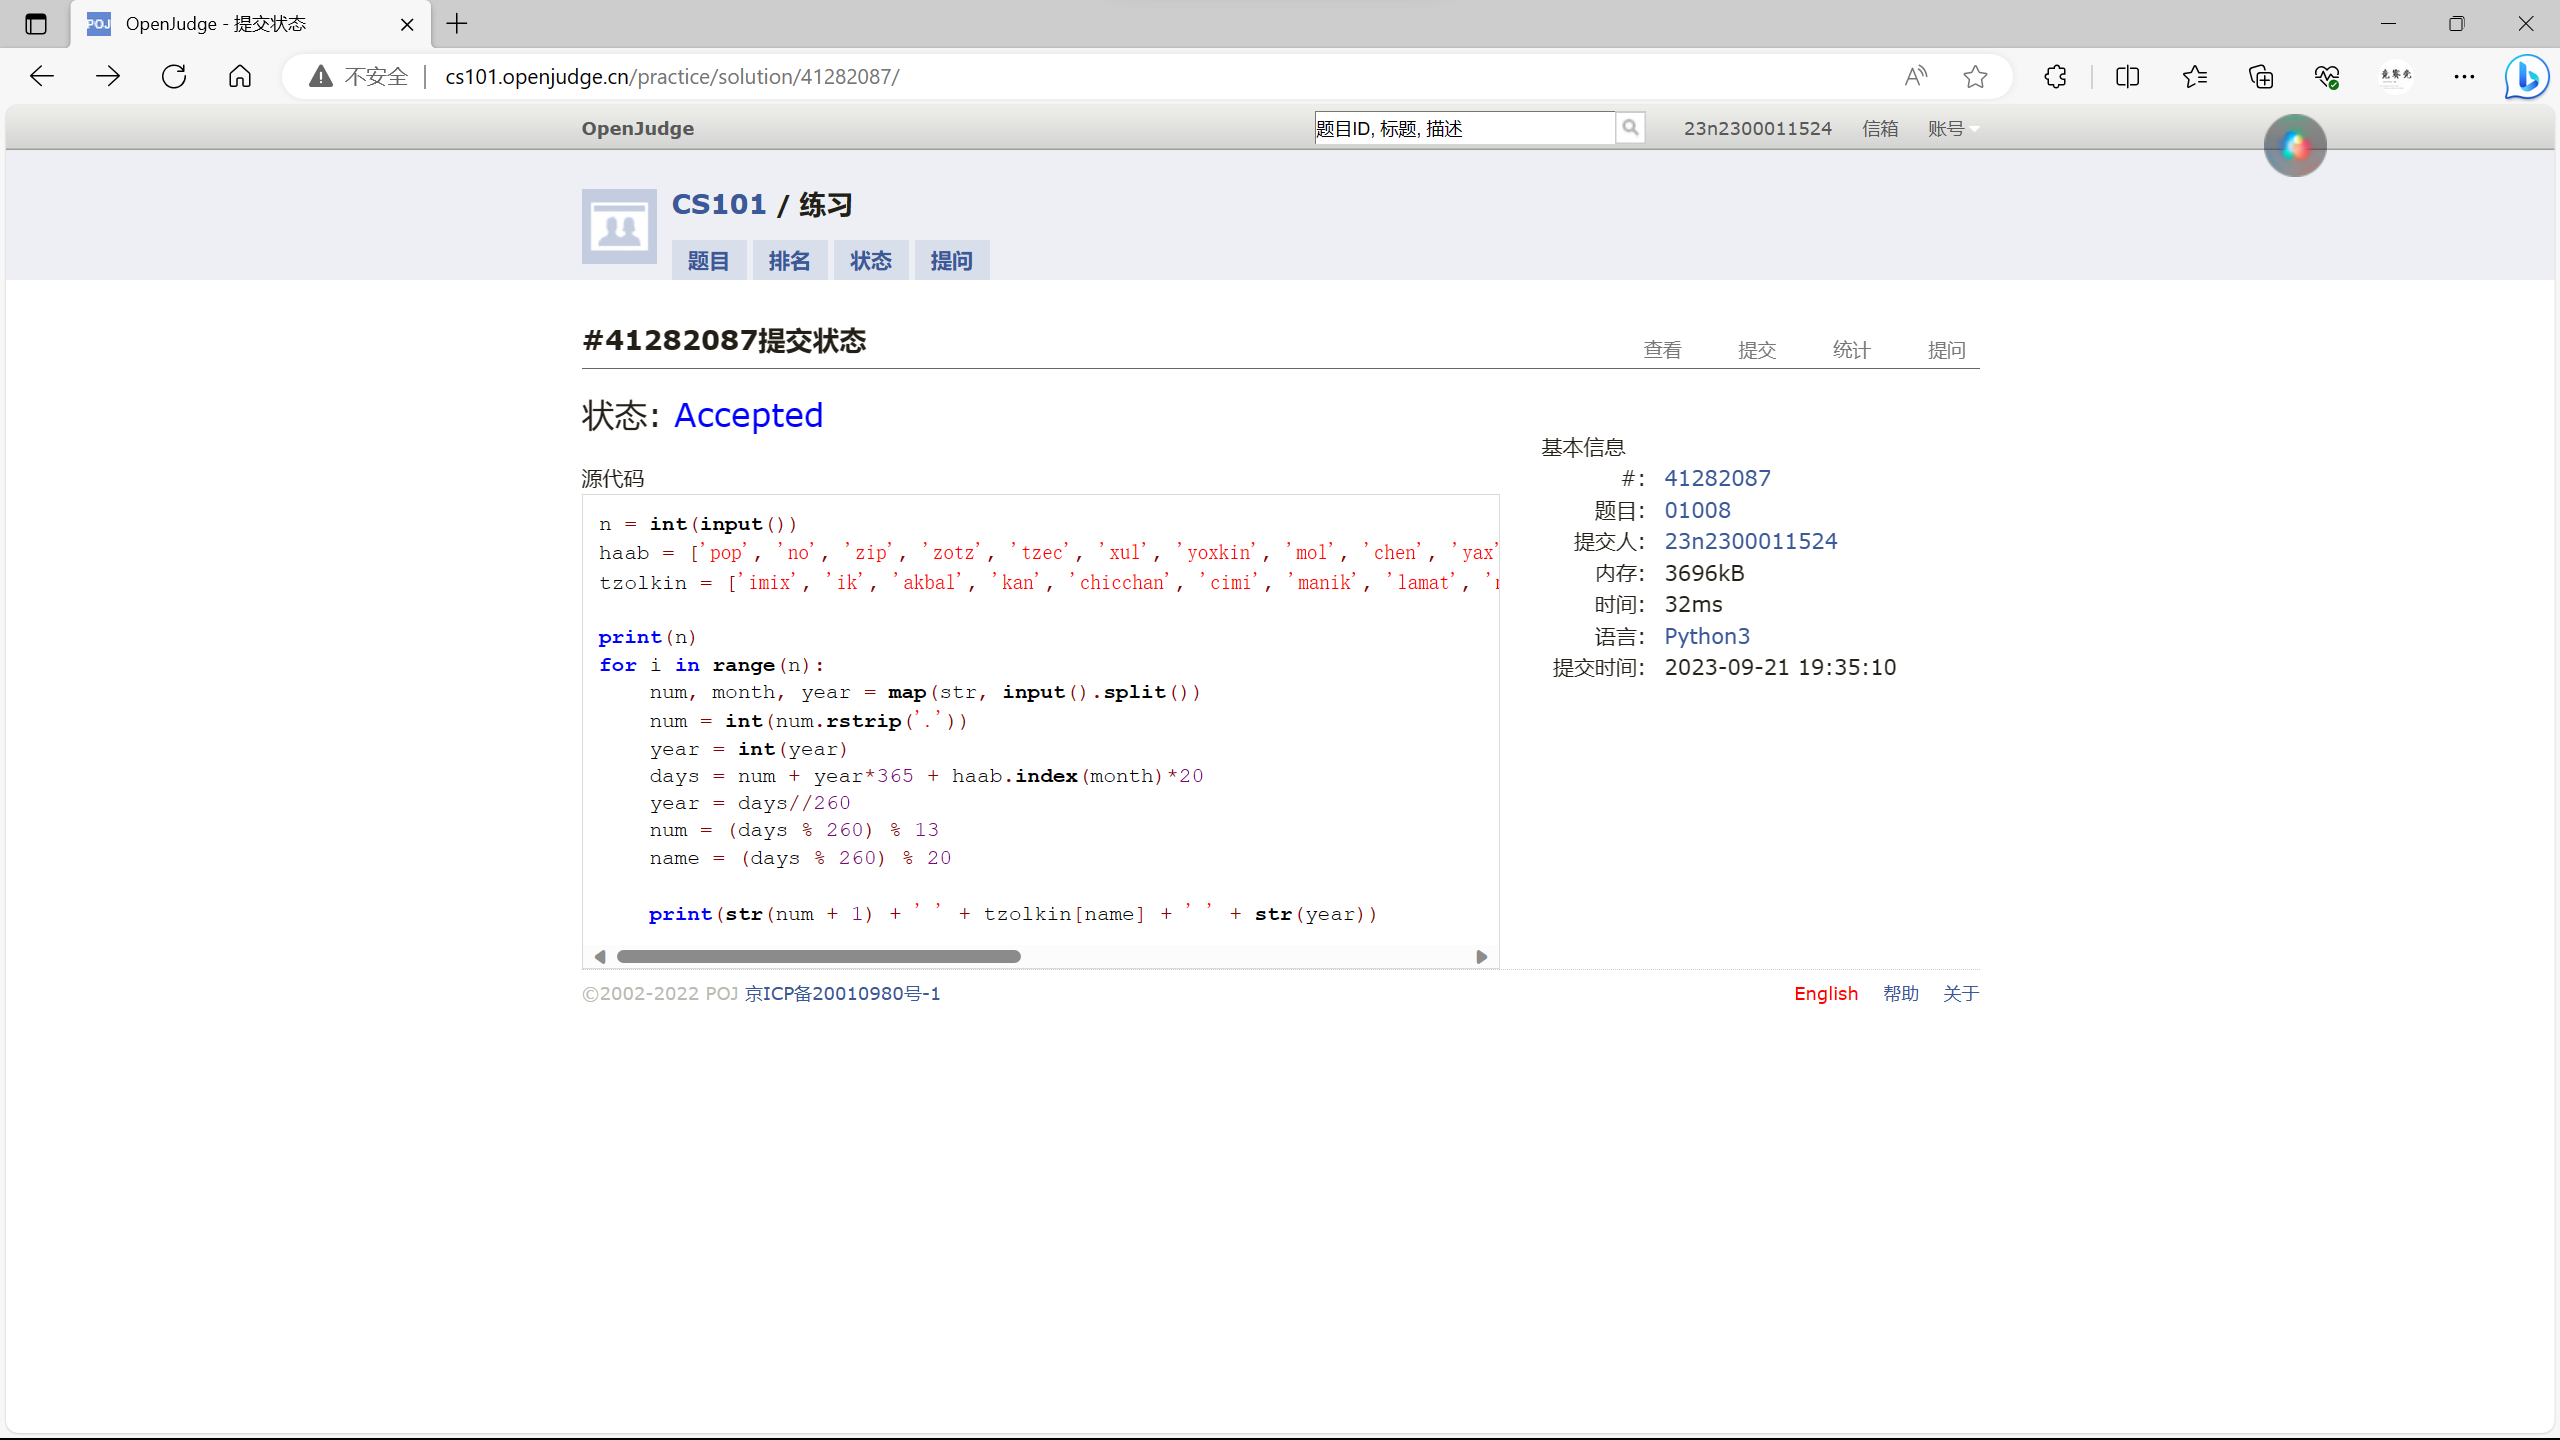 POJ OpenJudge - 提交状态
不安全 cs101.openjudge.cn/practice/solution/41282087/
OpenJudge 题目ID, 标题, 描述 23n2300011524 信箱 账号
CS101 / 练习
题目 排名 状态 提问
#41282087提交状态 查看 提交 统计 提问
状态: Accepted
源代码
n = int(input())
haab = ['pop', 'no', 'zip', 'zotz', 'tzec', 'xul', 'yoxkin', 'mol', 'chen', 'yax'
tzolkin = ['imix', 'ik', 'akbal', 'kan', 'chicchan', 'cimi', 'manik', 'lamat', '
print(n)
for i in range(n):
    num, month, year = map(str, input().split())
    num = int(num.rstrip('.'))
    year = int(year)
    days = num + year*365 + haab.index(month)*20
    year = days//260
    num = (days % 260) % 13
    name = (days % 260) % 20
    print(str(num + 1) + ' ' + tzolkin[name] + ' ' + str(year))
基本信息
#: 41282087
题目: 01008
提交人: 23n2300011524
内存: 3696kB
时间: 32ms
语言: Python3
提交时间: 2023-09-21 19:35:10
©2002-2022 POJ 京ICP备20010980号-1 English 帮助 关于